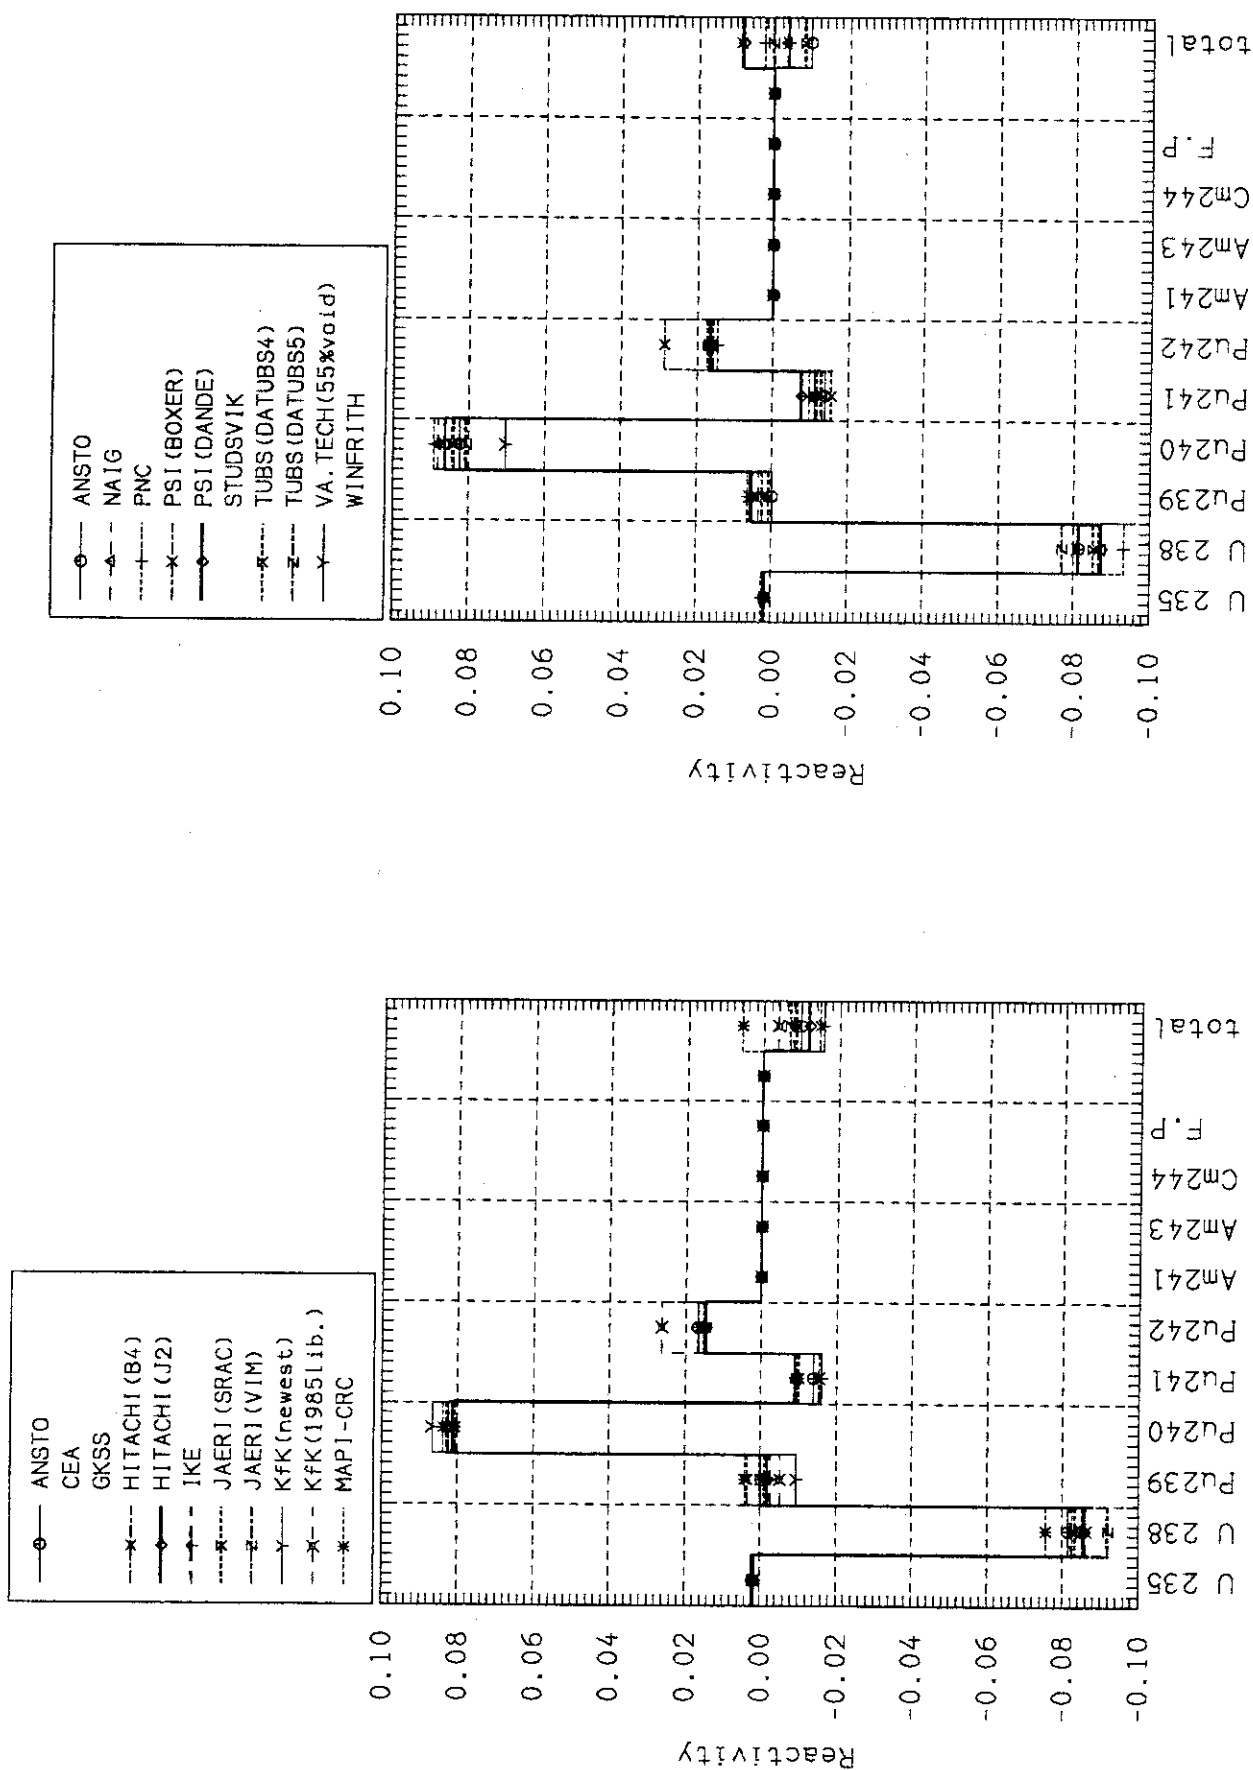 ANSTO
CEA
GKSS
HITACHI(B4)
HITACHI(J2)
IKE
JAERI(SRAC)
JAERI(VIM)
KfK(newest)
KfK(1985lib.)
MAPI-CRC
Reactivity
0.10
0.08
0.06
0.04
0.02
0.00
-0.02
-0.04
-0.06
-0.08
-0.10
U 235
U 238
Pu239
Pu240
Pu241
Pu242
Am241
Am243
Cm244
F.P
total
ANSTO
NAIG
PNC
PSI(BOXER)
PSI(DANDE)
STUDSVIK
TUBS(DATUBS4)
TUBS(DATUBS5)
VA.TECH(55%void)
WINFRITH
Reactivity
0.10
0.08
0.06
0.04
0.02
0.00
-0.02
-0.04
-0.06
-0.08
-0.10
U 235
U 238
Pu239
Pu240
Pu241
Pu242
Am241
Am243
Cm244
F.P
total